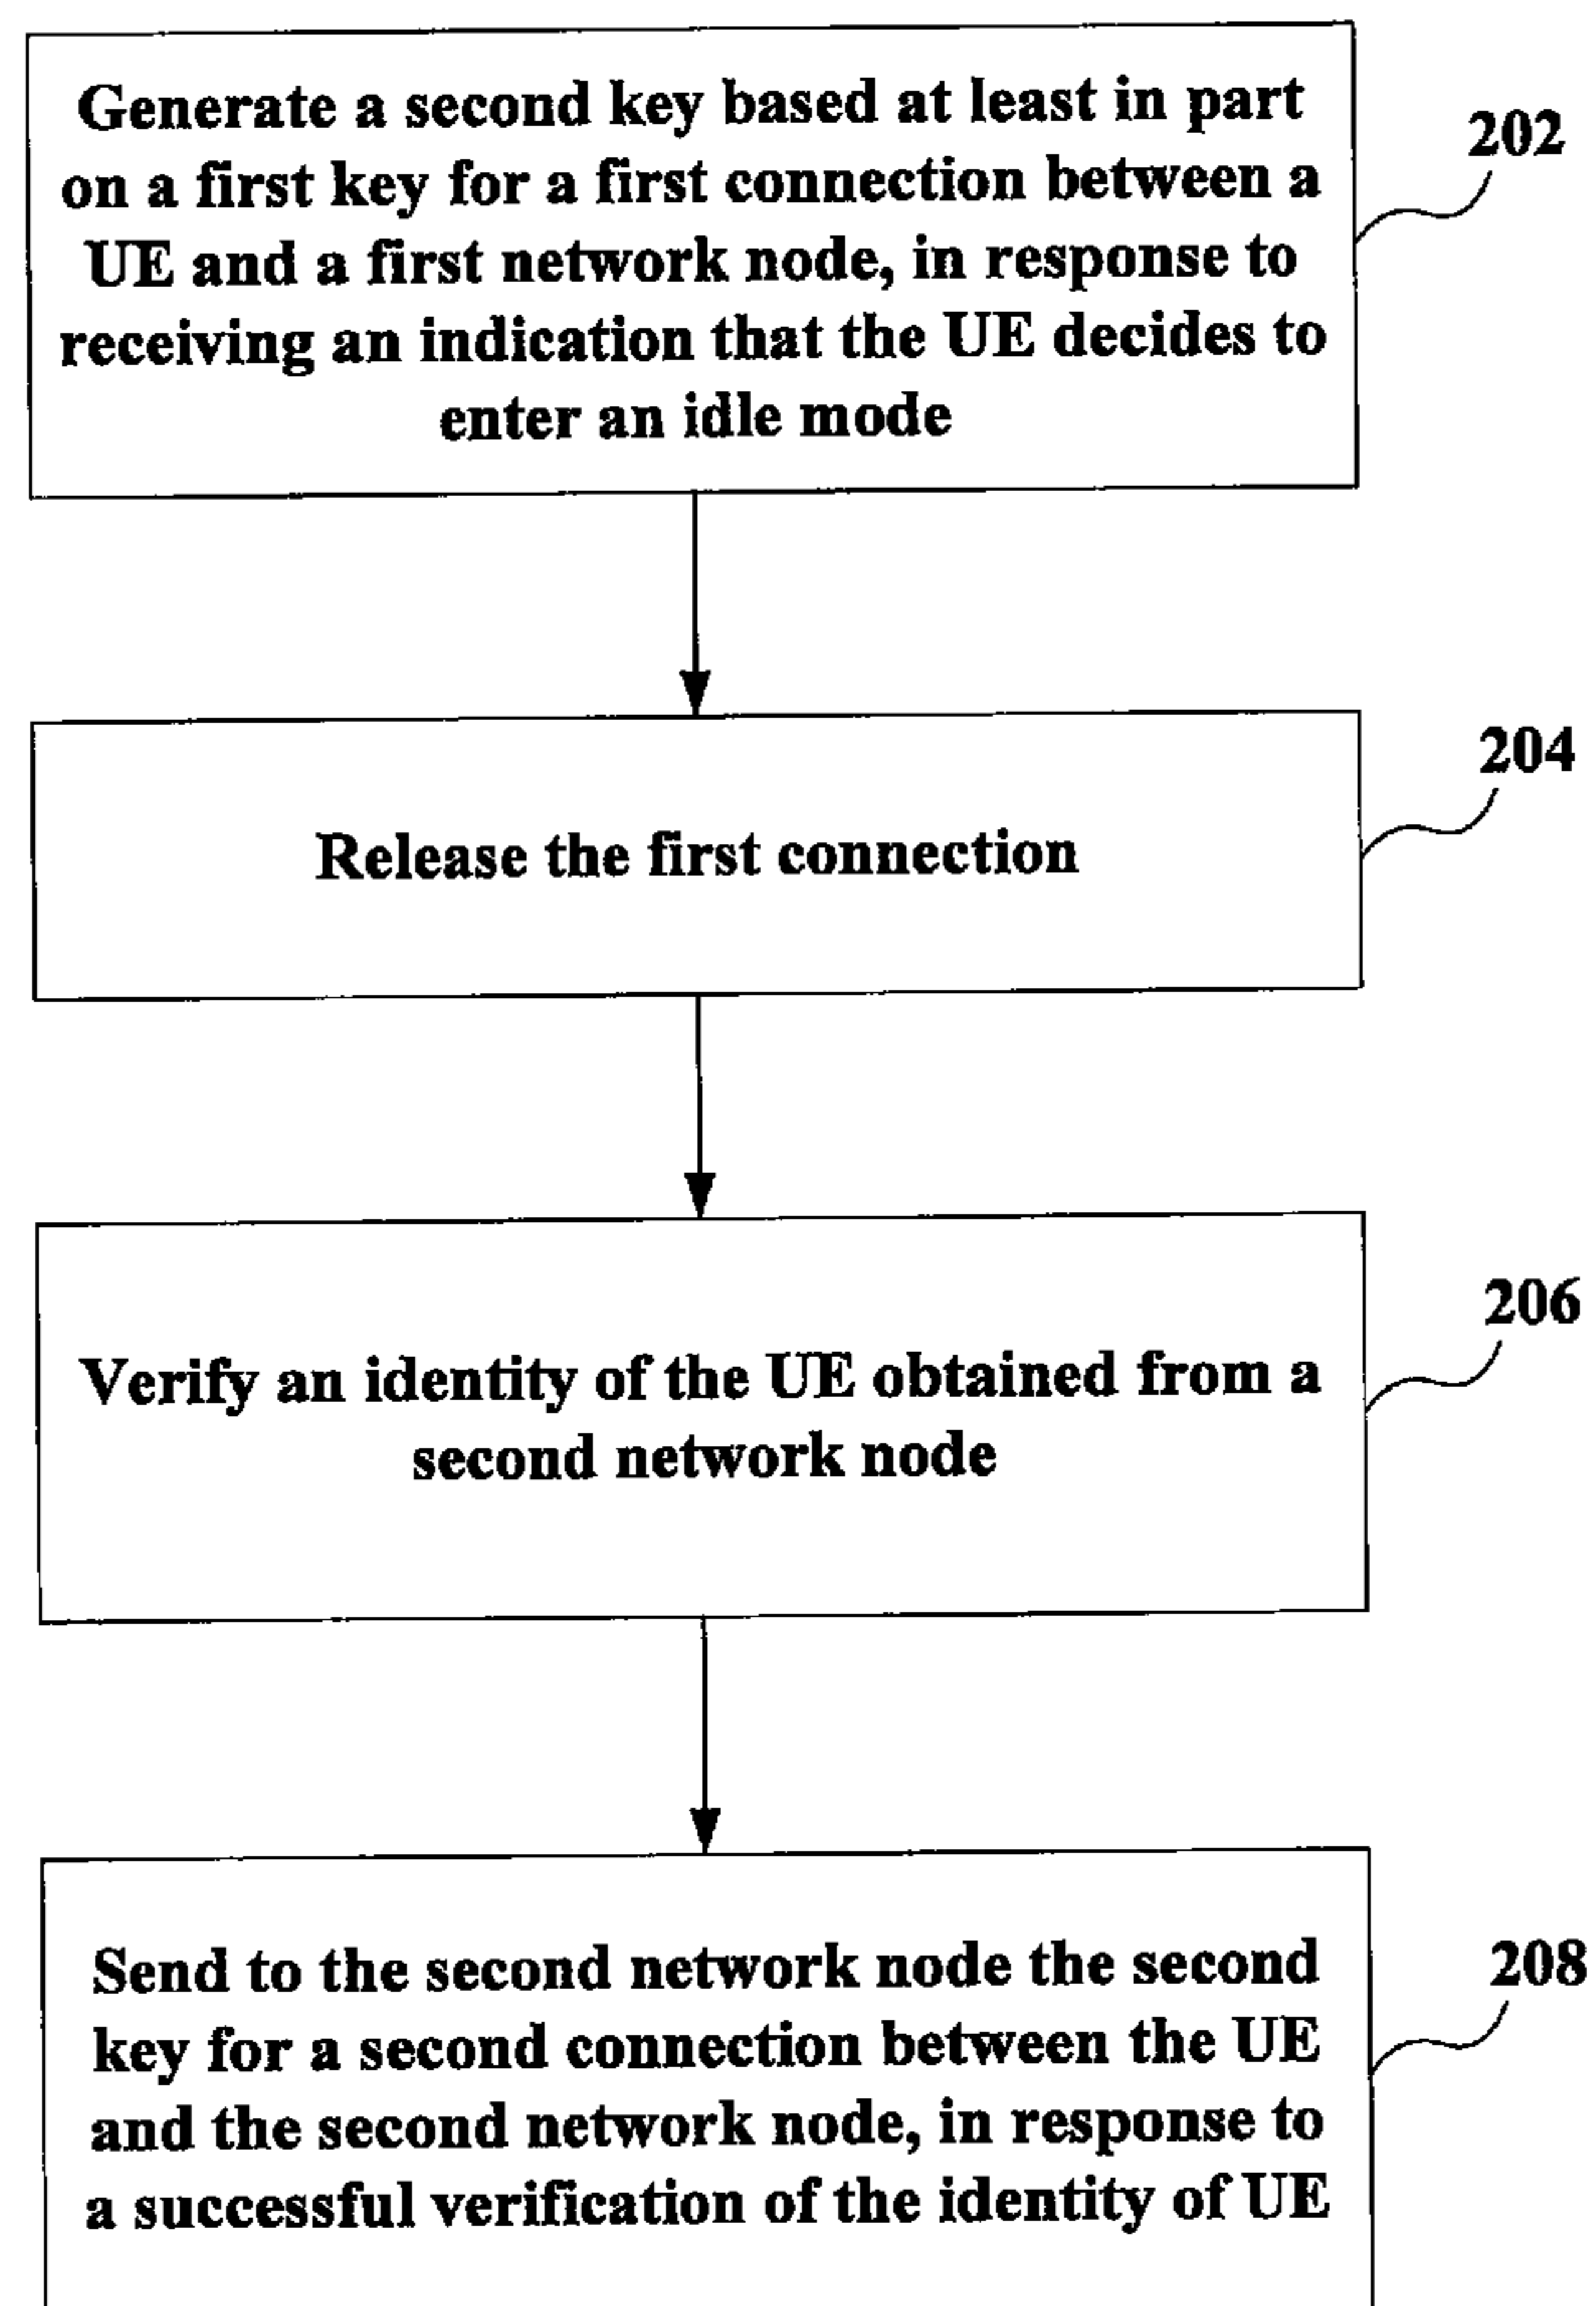 Generate a second key based at least in part
on a first key for a first connection between a
UE and a first network node, in response to
receiving an indication that the UE decides to
enter an idle mode
202
Release the first connection
204
Verify an identity of the UE obtained from a
second network node
206
Send to the second network node the second
key for a second connection between the UE
and the second network node, in response to
a successful verification of the identity of UE
208